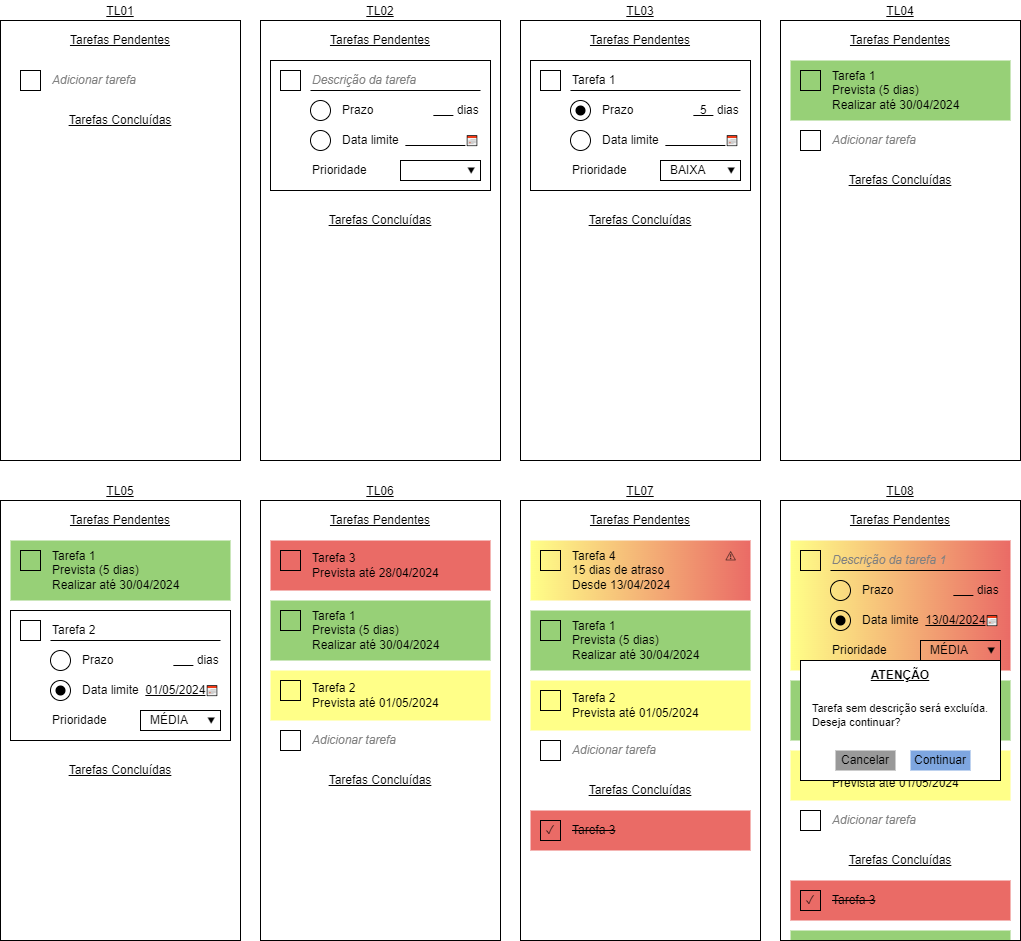 TL01
Tarefas Pendentes
Adicionar tarefa
Tarefas Concluídas
TL02
Tarefas Pendentes
Descrição da tarefa
Prazo ___ dias
Data limite _________
Prioridade
Tarefas Concluídas
TL03
Tarefas Pendentes
Tarefa 1
Prazo _5_ dias
Data limite _________
Prioridade BAIXA
Tarefas Concluídas
TL04
Tarefas Pendentes
Tarefa 1
Prevista (5 dias)
Realizar até 30/04/2024
Adicionar tarefa
Tarefas Concluídas
TL05
Tarefas Pendentes
Tarefa 1
Prevista (5 dias)
Realizar até 30/04/2024
Tarefa 2
Prazo ___ dias
Data limite 01/05/2024
Prioridade MÉDIA
Tarefas Concluídas
TL06
Tarefas Pendentes
Tarefa 3
Prevista até 28/04/2024
Tarefa 1
Prevista (5 dias)
Realizar até 30/04/2024
Tarefa 2
Prevista até 01/05/2024
Adicionar tarefa
Tarefas Concluídas
TL07
Tarefas Pendentes
Tarefa 4
15 dias de atraso
Desde 13/04/2024
Tarefa 1
Prevista (5 dias)
Realizar até 30/04/2024
Tarefa 2
Prevista até 01/05/2024
Adicionar tarefa
Tarefas Concluídas
✓ Tarefa 3
TL08
Tarefas Pendentes
Descrição da tarefa 1
Prazo ___ dias
Data limite 13/04/2024
Prioridade MÉDIA
ATENÇÃO
Tarefa sem descrição será excluída.
Deseja continuar?
Cancelar Continuar
Prevista até 01/05/2024
Adicionar tarefa
Tarefas Concluídas
✓ Tarefa 3